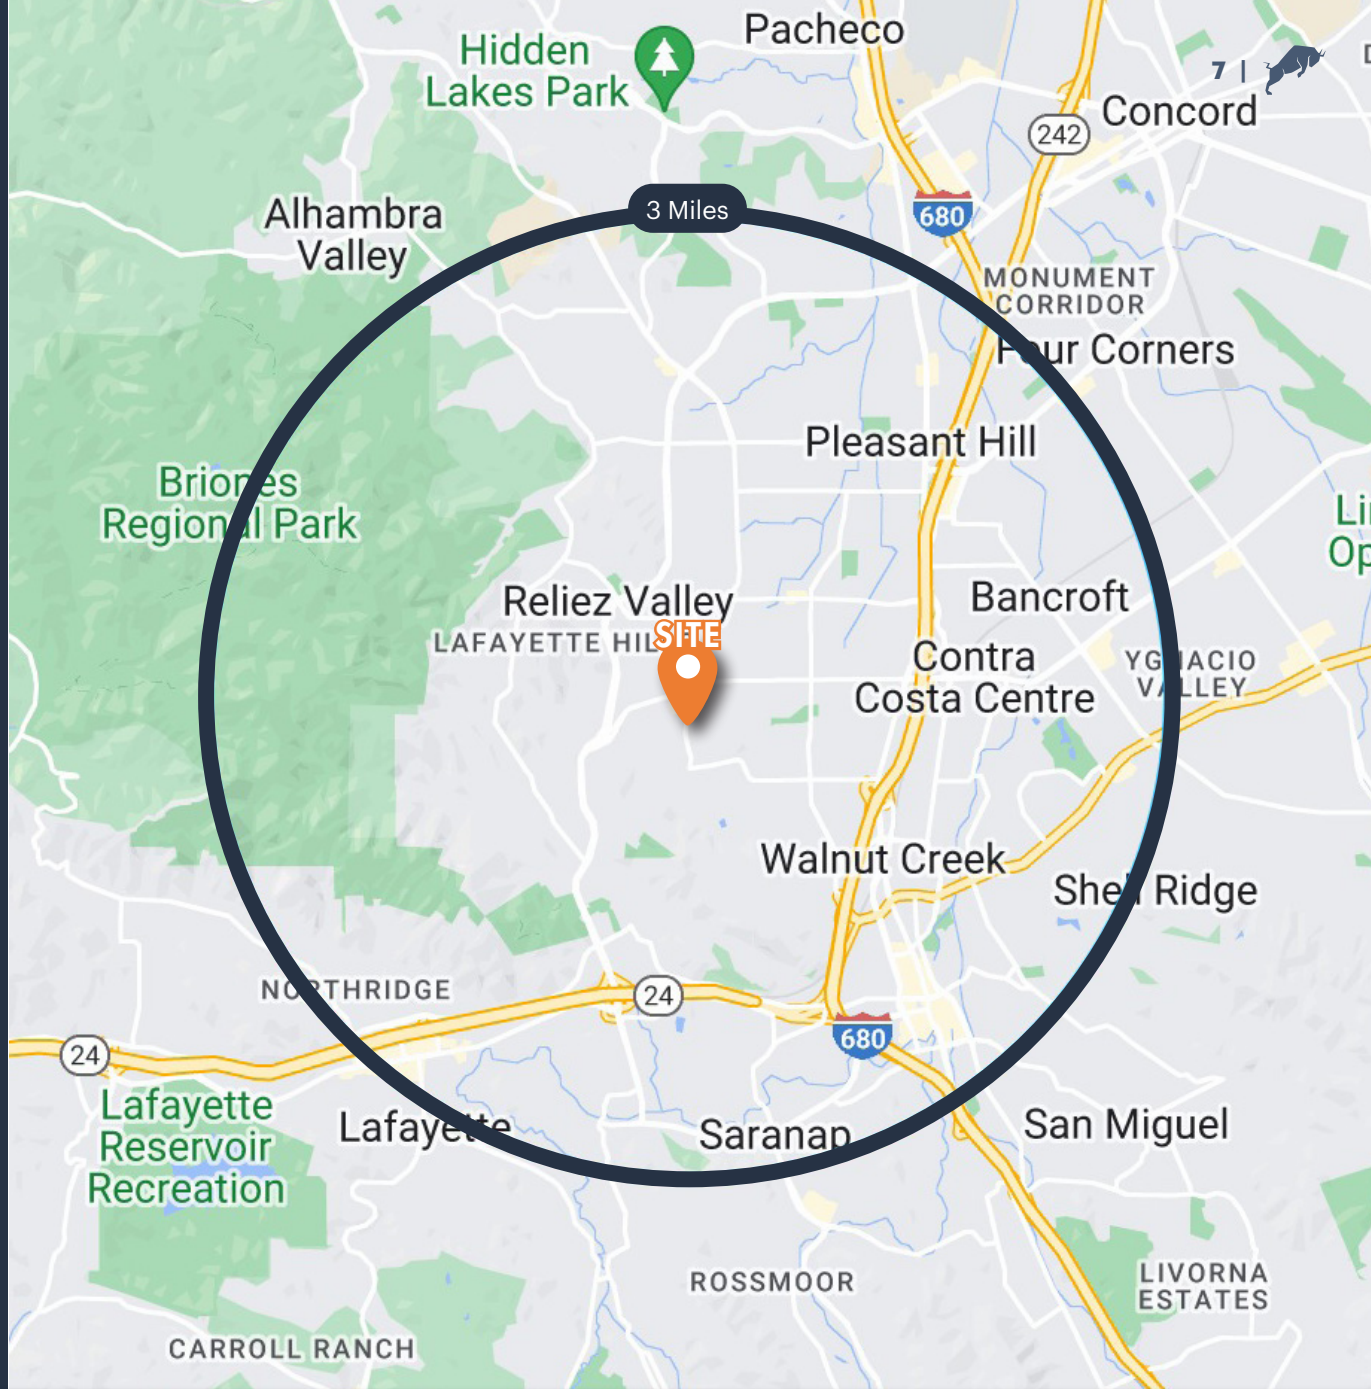 Pacheco
Hidden
Lakes Park
7 |
Concord
242
Alhambra
Valley
3 Miles
680
MONUMENT
CORRIDOR
Four Corners
Pleasant Hill
Briones
Regional Park
Reliez Valley
SITE
Bancroft
Contra
Costa Centre
YGNACIO
VALLEY
Walnut Creek
Shell Ridge
NORTHRIDGE
24
680
24
Lafayette
Reservoir
Recreation
Lafayette
Saranap
San Miguel
ROSSMOOR
LIVORNA
ESTATES
CARROLL RANCH